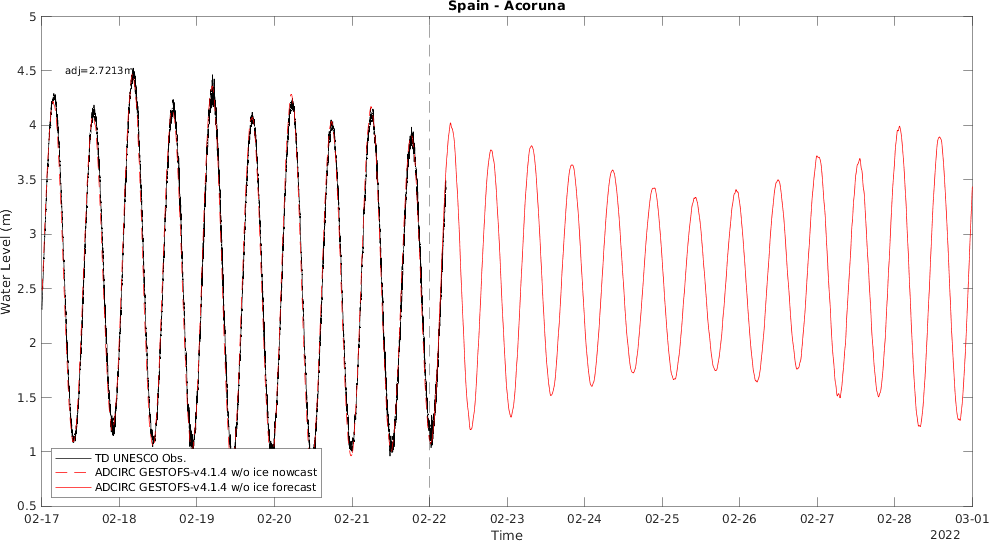 Spain - Acoruna
5
4.5
4
3.5
3
2.5
2
1.5
1
0.5
Water Level (m)
adj=2.7213m
TD UNESCO Obs.
ADCIRC GESTOFS-v4.1.4 w/o ice nowcast
ADCIRC GESTOFS-v4.1.4 w/o ice forecast
02-17 02-18 02-19 02-20 02-21 02-22 02-23 02-24 02-25 02-26 02-27 02-28 03-01
Time
2022